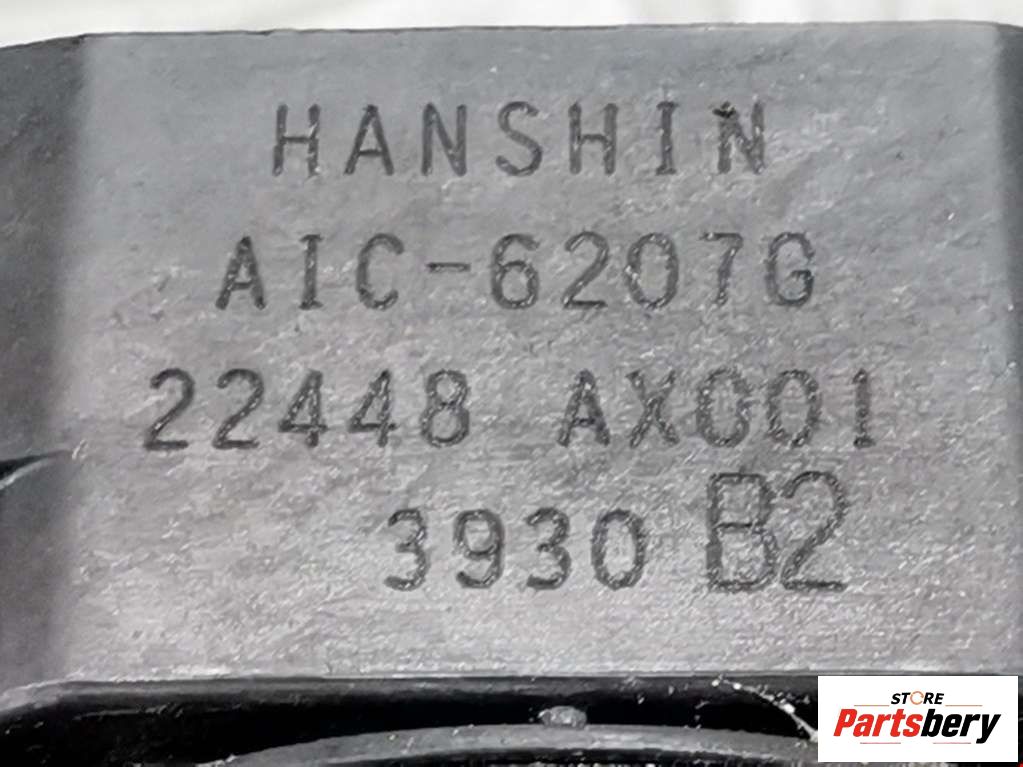 HANSHIN
AIC-6207G
22448 AX001
3930 B2
STORE
Partsbery